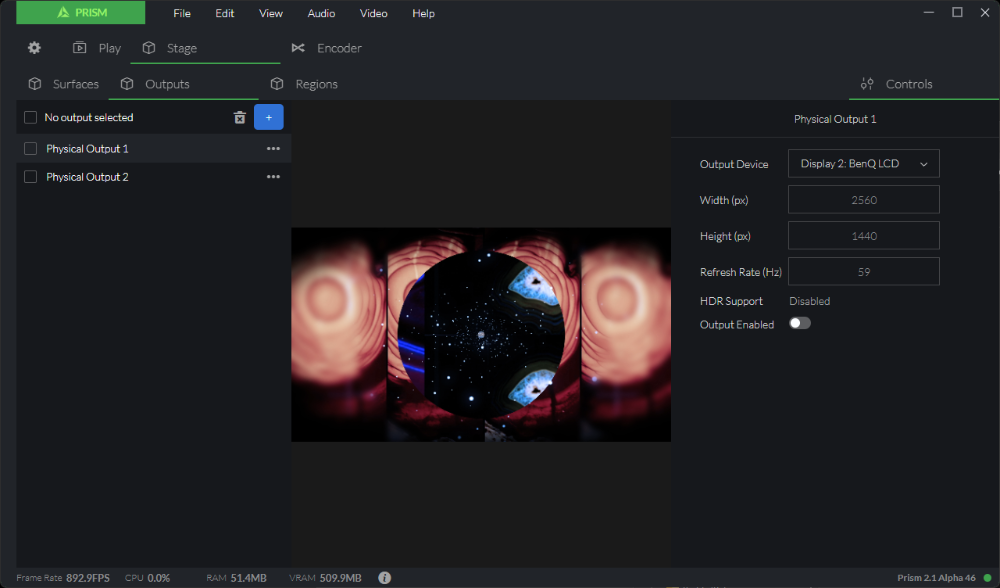 PRISM File Edit View Audio Video Help
Play Stage Encoder
Surfaces Outputs Regions Controls
No output selected +
Physical Output 1
Physical Output 2
Physical Output 1
Output Device Display 2: BenQ LCD
Width (px) 2560
Height (px) 1440
Refresh Rate (Hz) 59
HDR Support Disabled
Output Enabled
Frame Rate 892.9FPS CPU 0.0% RAM 51.4MB VRAM 509.9MB i Prism 2.1 Alpha 46